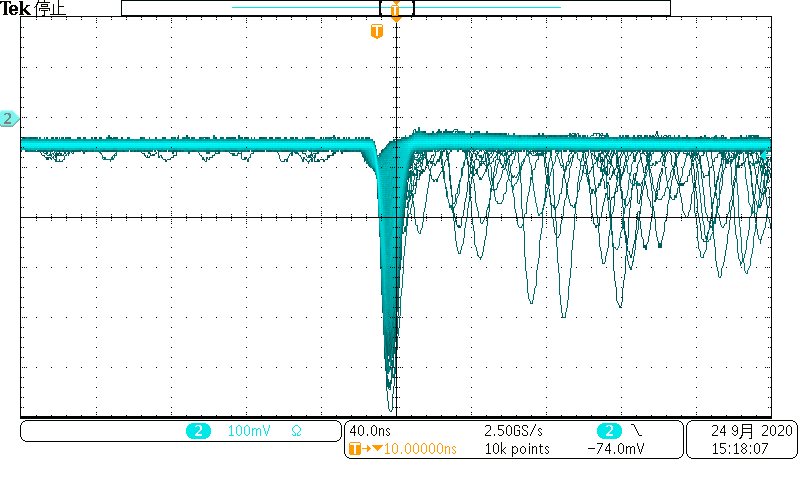 Tek 停止
T
T
2
2 100mV Ω
40.0ns 2.50GS/s 2
T→▼10.00000ns 10k points −74.0mV
24 9月 2020
15:18:07